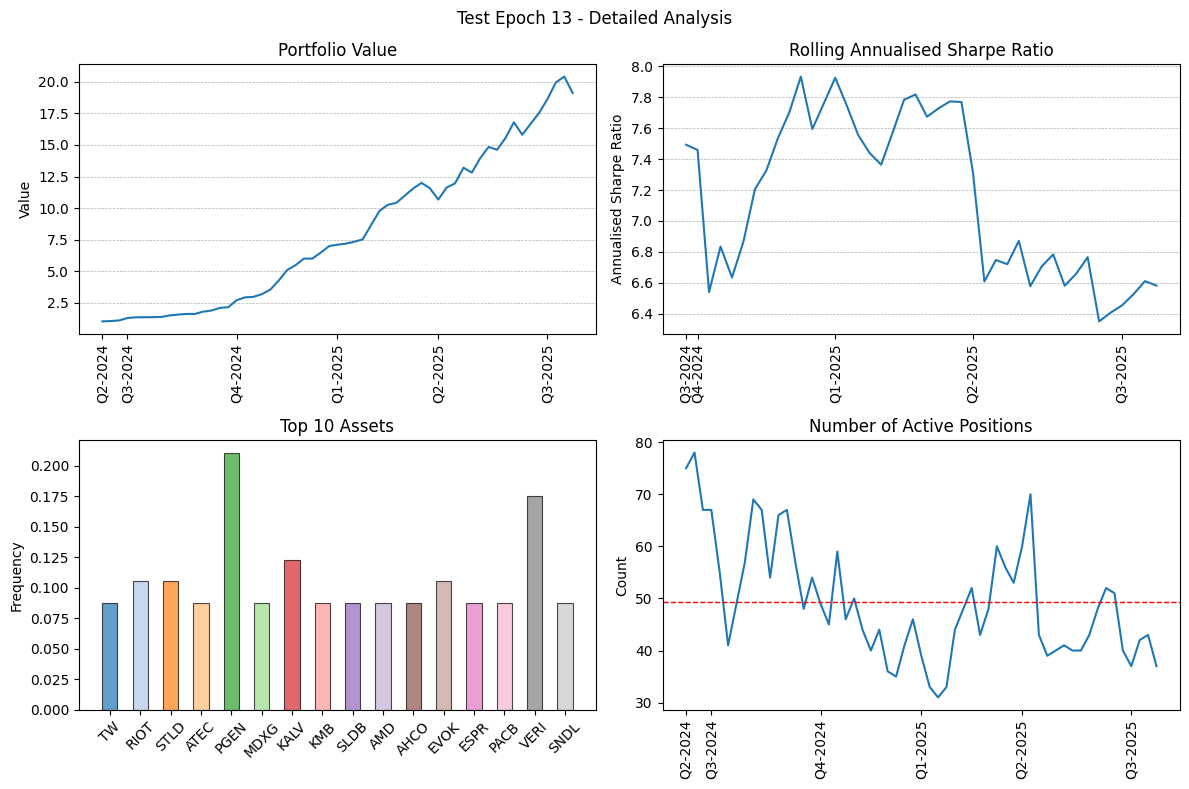 Test Epoch 13 - Detailed Analysis
Portfolio Value
Value
20.0
17.5
15.0
12.5
10.0
7.5
5.0
2.5
Q2-2024
Q3-2024
Q4-2024
Q1-2025
Q2-2025
Q3-2025
Rolling Annualised Sharpe Ratio
Annualised Sharpe Ratio
8.0
7.8
7.6
7.4
7.2
7.0
6.8
6.6
6.4
Q3-2024
Q4-2024
Q1-2025
Q2-2025
Q3-2025
Top 10 Assets
Frequency
0.200
0.175
0.150
0.125
0.100
0.075
0.050
0.025
0.000
TW
RIOT
STLD
ATEC
PGEN
MDXG
KALV
KMB
SLDB
AMD
AHCO
EVOK
ESPR
PACB
VERI
SNDL
Number of Active Positions
Count
80
70
60
50
40
30
Q2-2024
Q3-2024
Q4-2024
Q1-2025
Q2-2025
Q3-2025